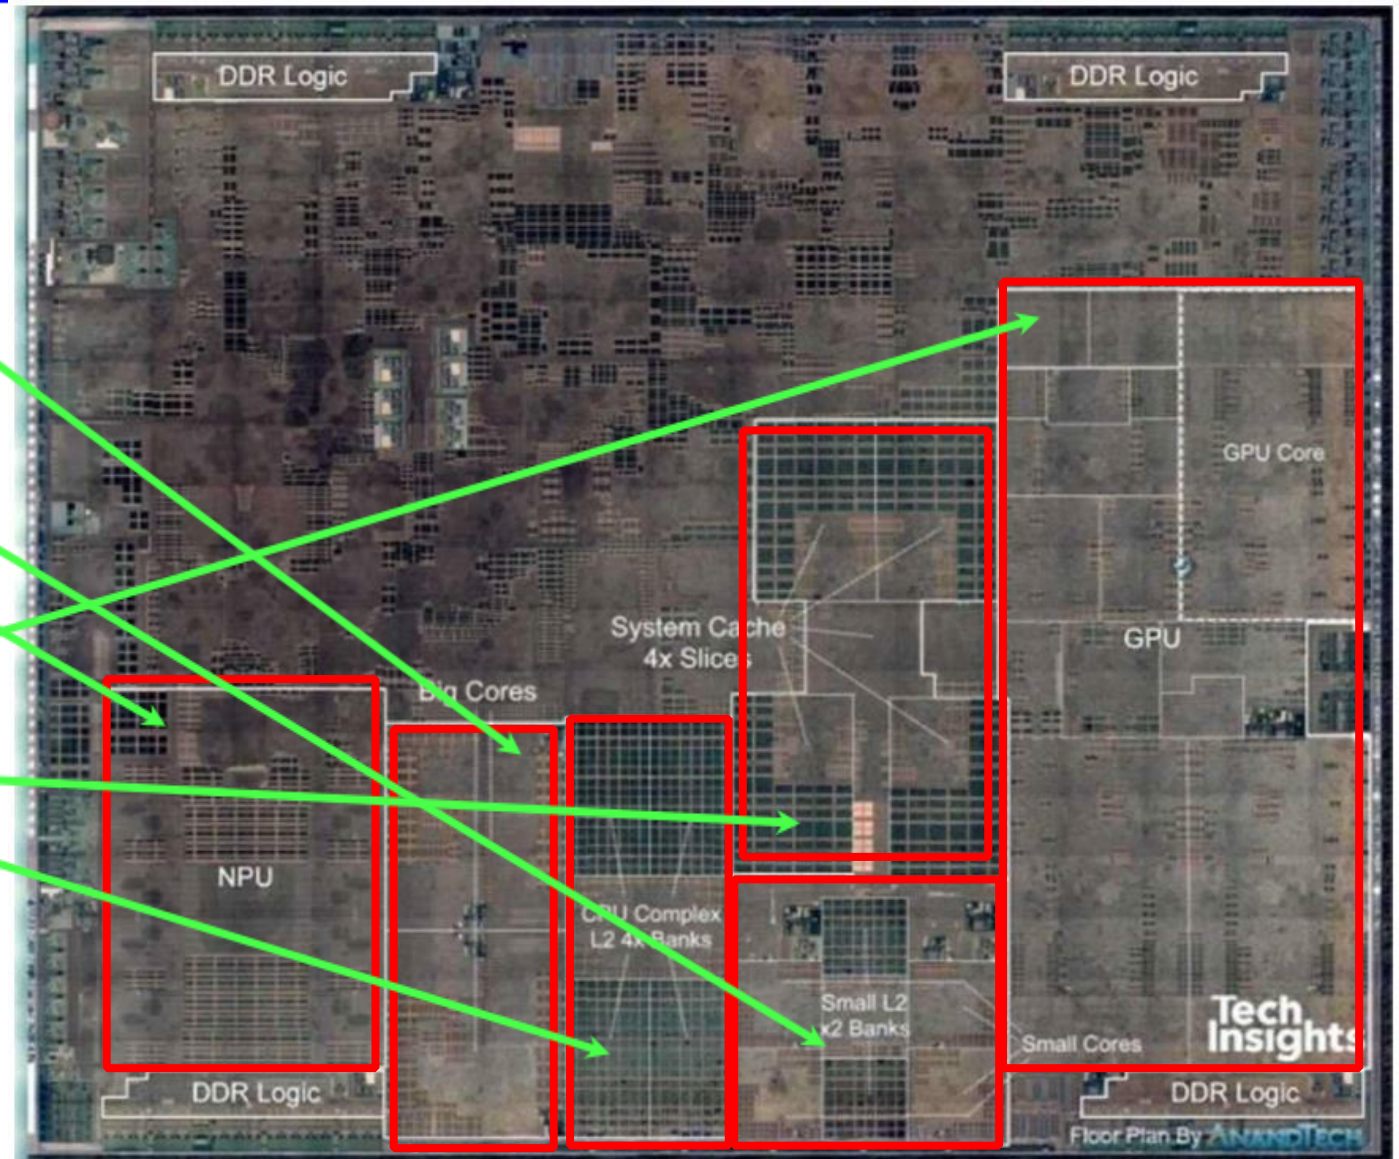 DDR Logic
DDR Logic
GPU Core
System Cache
4x Slices
GPU
Big Cores
NPU
CPU Complex
L2 4x Banks
Small L2
x2 Banks
Small Cores
Tech
Insights
DDR Logic
DDR Logic
Floor Plan By ANANDTECH